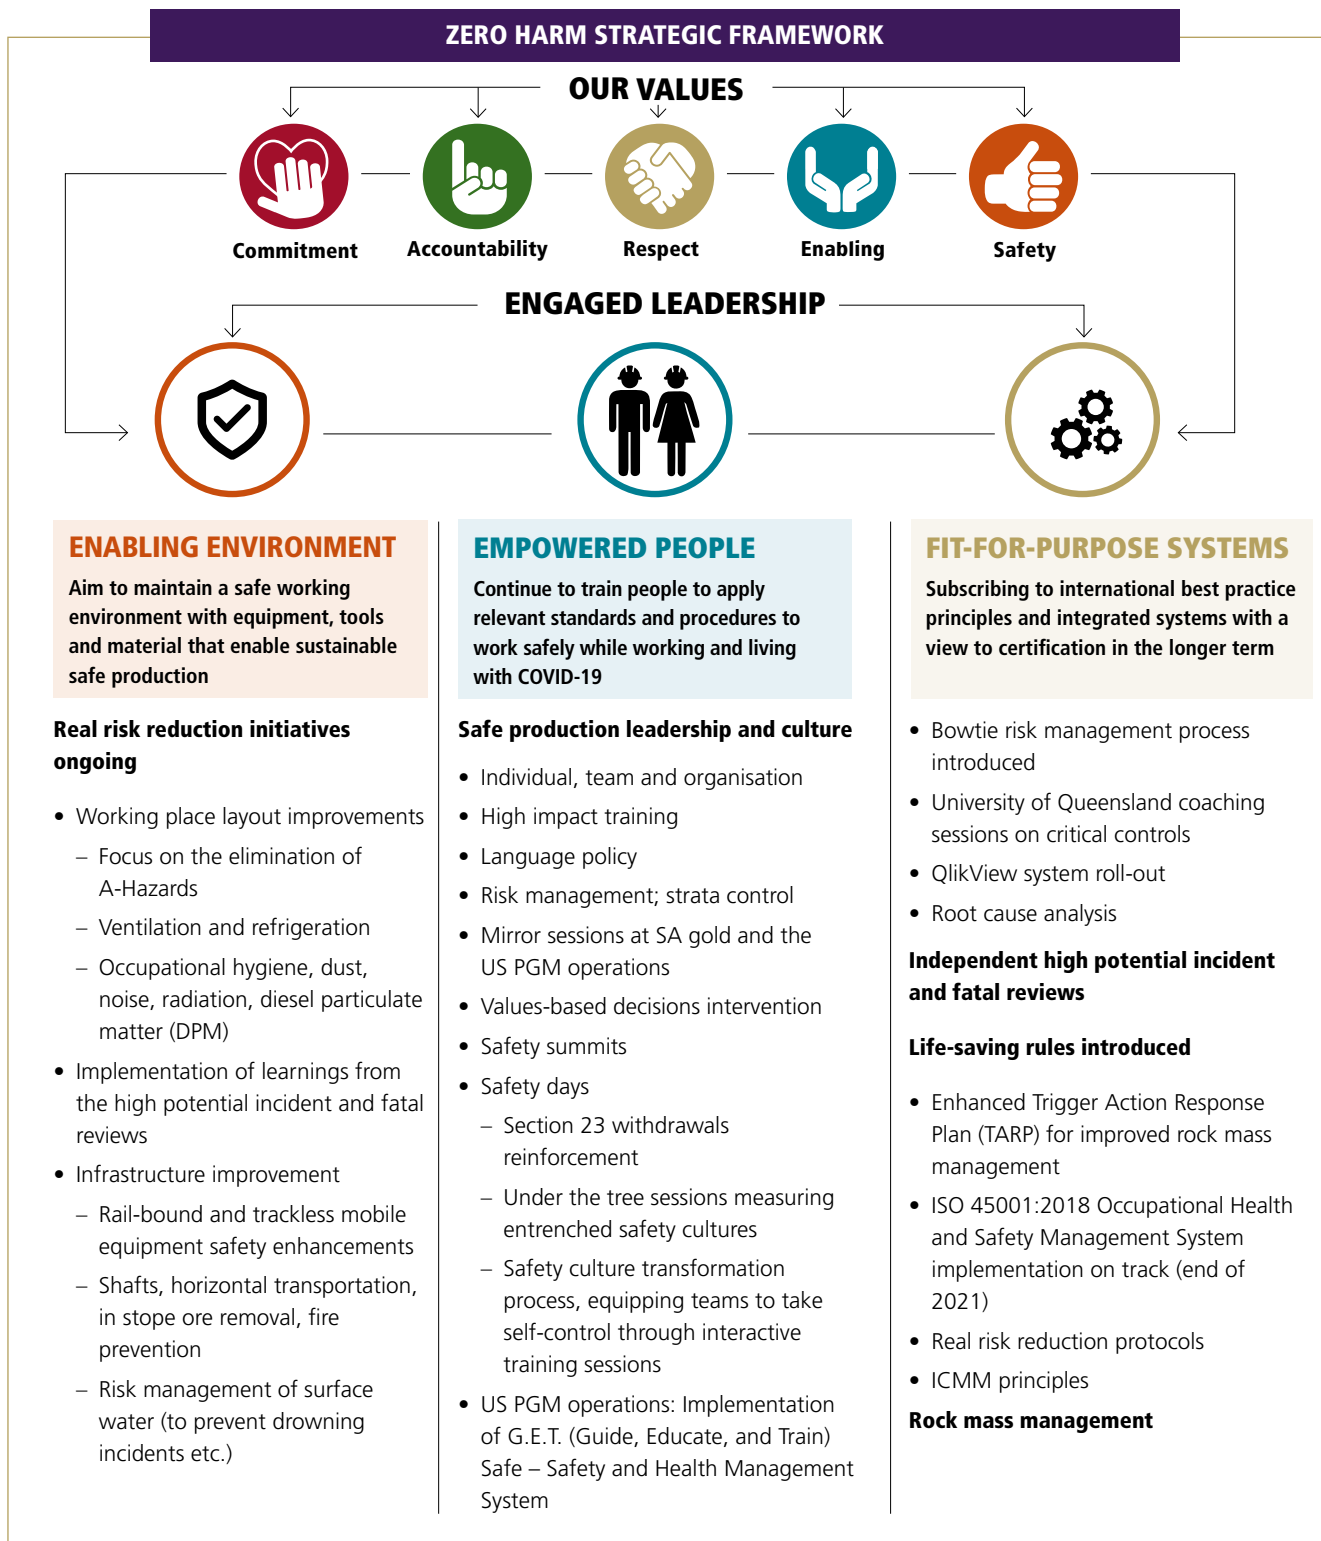 ZERO HARM STRATEGIC FRAMEWORK
OUR VALUES
Commitment
Accountability
Respect
Enabling
Safety
ENGAGED LEADERSHIP
ENABLING ENVIRONMENT
Aim to maintain a safe working
environment with equipment, tools
and material that enable sustainable
safe production
Real risk reduction initiatives
ongoing
• Working place layout improvements
– Focus on the elimination of
A-Hazards
– Ventilation and refrigeration
– Occupational hygiene, dust,
noise, radiation, diesel particulate
matter (DPM)
• Implementation of learnings from
the high potential incident and fatal
reviews
• Infrastructure improvement
– Rail-bound and trackless mobile
equipment safety enhancements
– Shafts, horizontal transportation,
in stope ore removal, fire
prevention
– Risk management of surface
water (to prevent drowning
incidents etc.)
EMPOWERED PEOPLE
Continue to train people to apply
relevant standards and procedures to
work safely while working and living
with COVID-19
Safe production leadership and culture
• Individual, team and organisation
• High impact training
• Language policy
• Risk management; strata control
• Mirror sessions at SA gold and the
US PGM operations
• Values-based decisions intervention
• Safety summits
• Safety days
– Section 23 withdrawals
reinforcement
– Under the tree sessions measuring
entrenched safety cultures
– Safety culture transformation
process, equipping teams to take
self-control through interactive
training sessions
• US PGM operations: Implementation
of G.E.T. (Guide, Educate, and Train)
Safe – Safety and Health Management
System
FIT-FOR-PURPOSE SYSTEMS
Subscribing to international best practice
principles and integrated systems with a
view to certification in the longer term
• Bowtie risk management process
introduced
• University of Queensland coaching
sessions on critical controls
• QlikView system roll-out
• Root cause analysis
Independent high potential incident
and fatal reviews
Life-saving rules introduced
• Enhanced Trigger Action Response
Plan (TARP) for improved rock mass
management
• ISO 45001:2018 Occupational Health
and Safety Management System
implementation on track (end of
2021)
• Real risk reduction protocols
• ICMM principles
Rock mass management